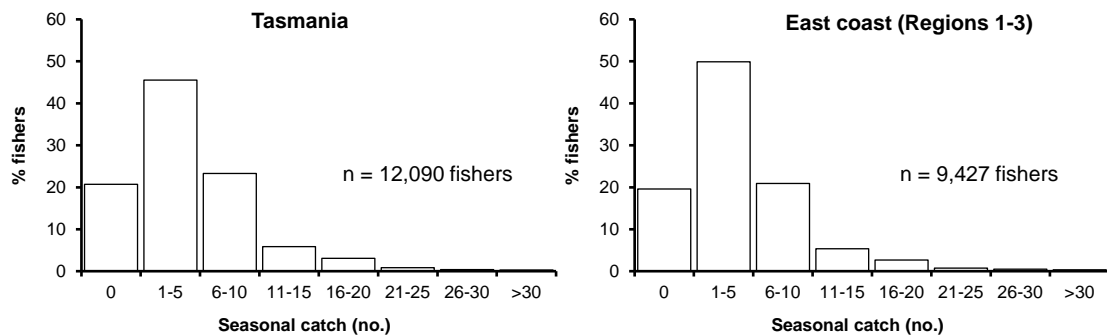 Tasmania
60
50
40
30
20
10
0
% fishers
n = 12,090 fishers
0 1-5 6-10 11-15 16-20 21-25 26-30 >30
Seasonal catch (no.)
East coast (Regions 1-3)
60
50
40
30
20
10
0
% fishers
n = 9,427 fishers
0 1-5 6-10 11-15 16-20 21-25 26-30 >30
Seasonal catch (no.)